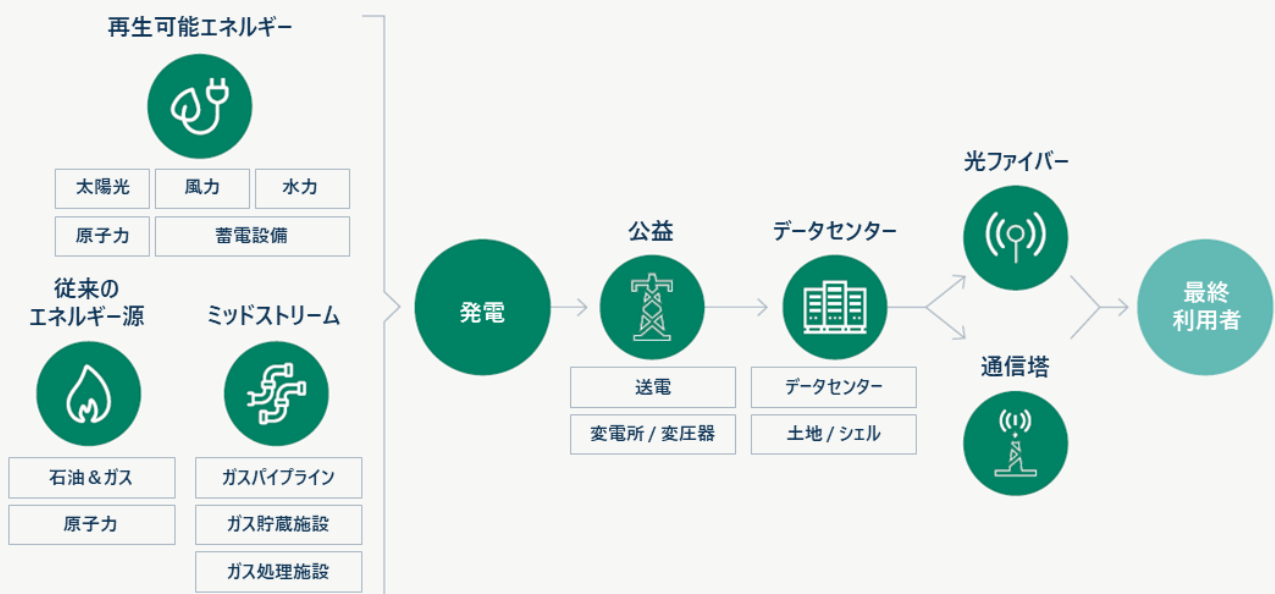 再生可能エネルギー
太陽光
風力
水力
原子力
蓄電設備
従来の
エネルギー源
石油&ガス
原子力
ミッドストリーム
ガスパイプライン
ガス貯蔵施設
ガス処理施設
発電
公益
送電
変電所 / 変圧器
データセンター
データセンター
土地 / シェル
光ファイバー
通信塔
最終
利用者